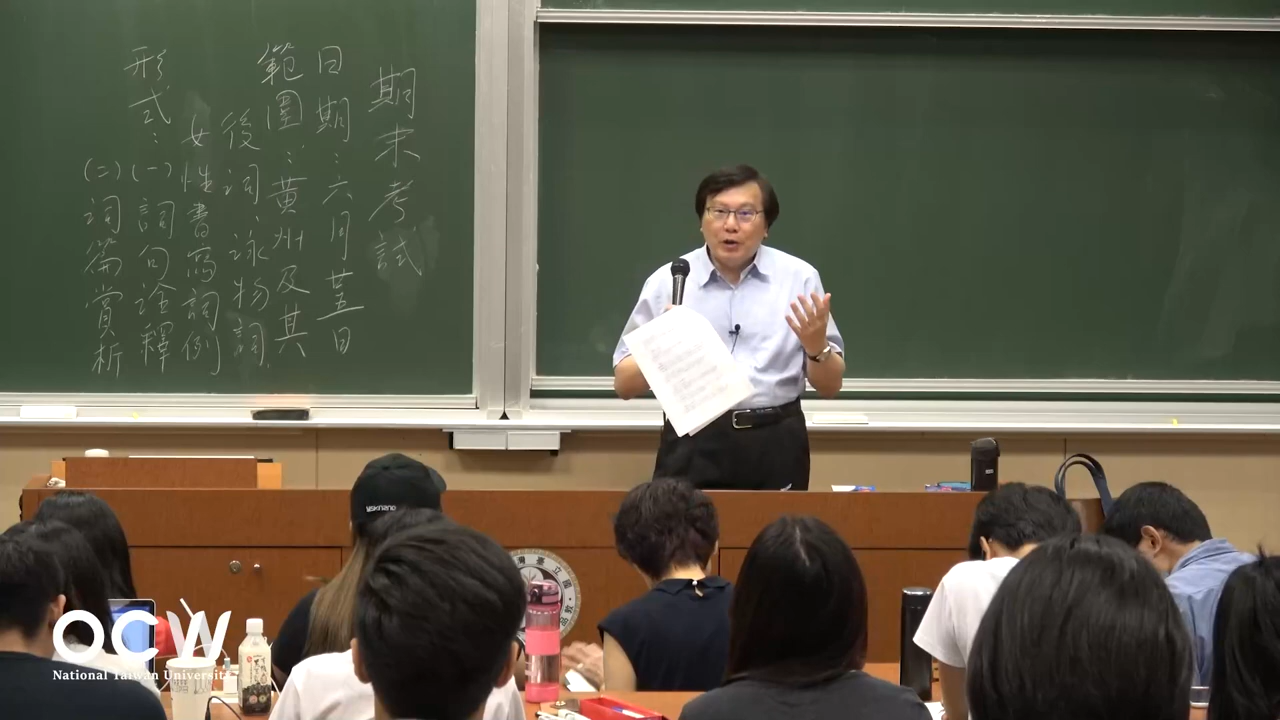 期末考試
日期：六月廿五日
範圍：黃州及其
後詞、詠物詞、
女性書寫詞例
形式：(一)詞句詮釋
(二)詞篇賞析
OCW
National Taiwan University